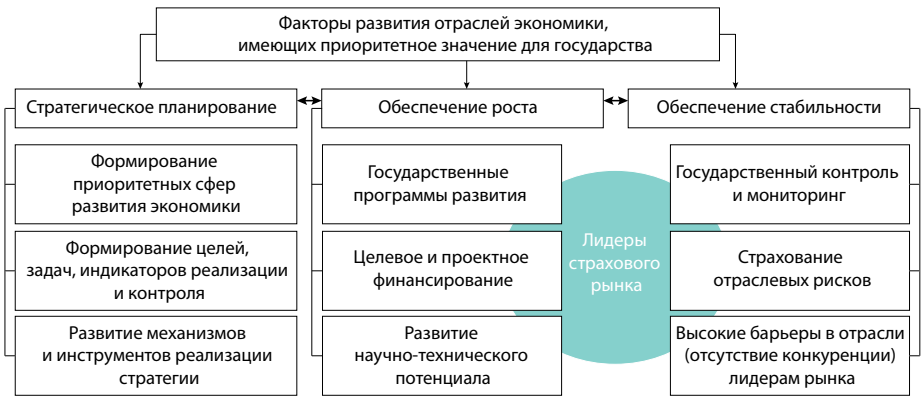 Факторы развития отраслей экономики,
имеющих приоритетное значение для государства
Стратегическое планирование
Обеспечение роста
Обеспечение стабильности
Формирование
приоритетных сфер
развития экономики
Государственные
программы развития
Государственный контроль
и мониторинг
Формирование целей,
задач, индикаторов реализации
и контроля
Целевое и проектное
финансирование
Лидеры
страхового
рынка
Страхование
отраслевых рисков
Развитие механизмов
и инструментов реализации
стратегии
Развитие
научно-технического
потенциала
Высокие барьеры в отрасли
(отсутствие конкуренции)
лидерам рынка